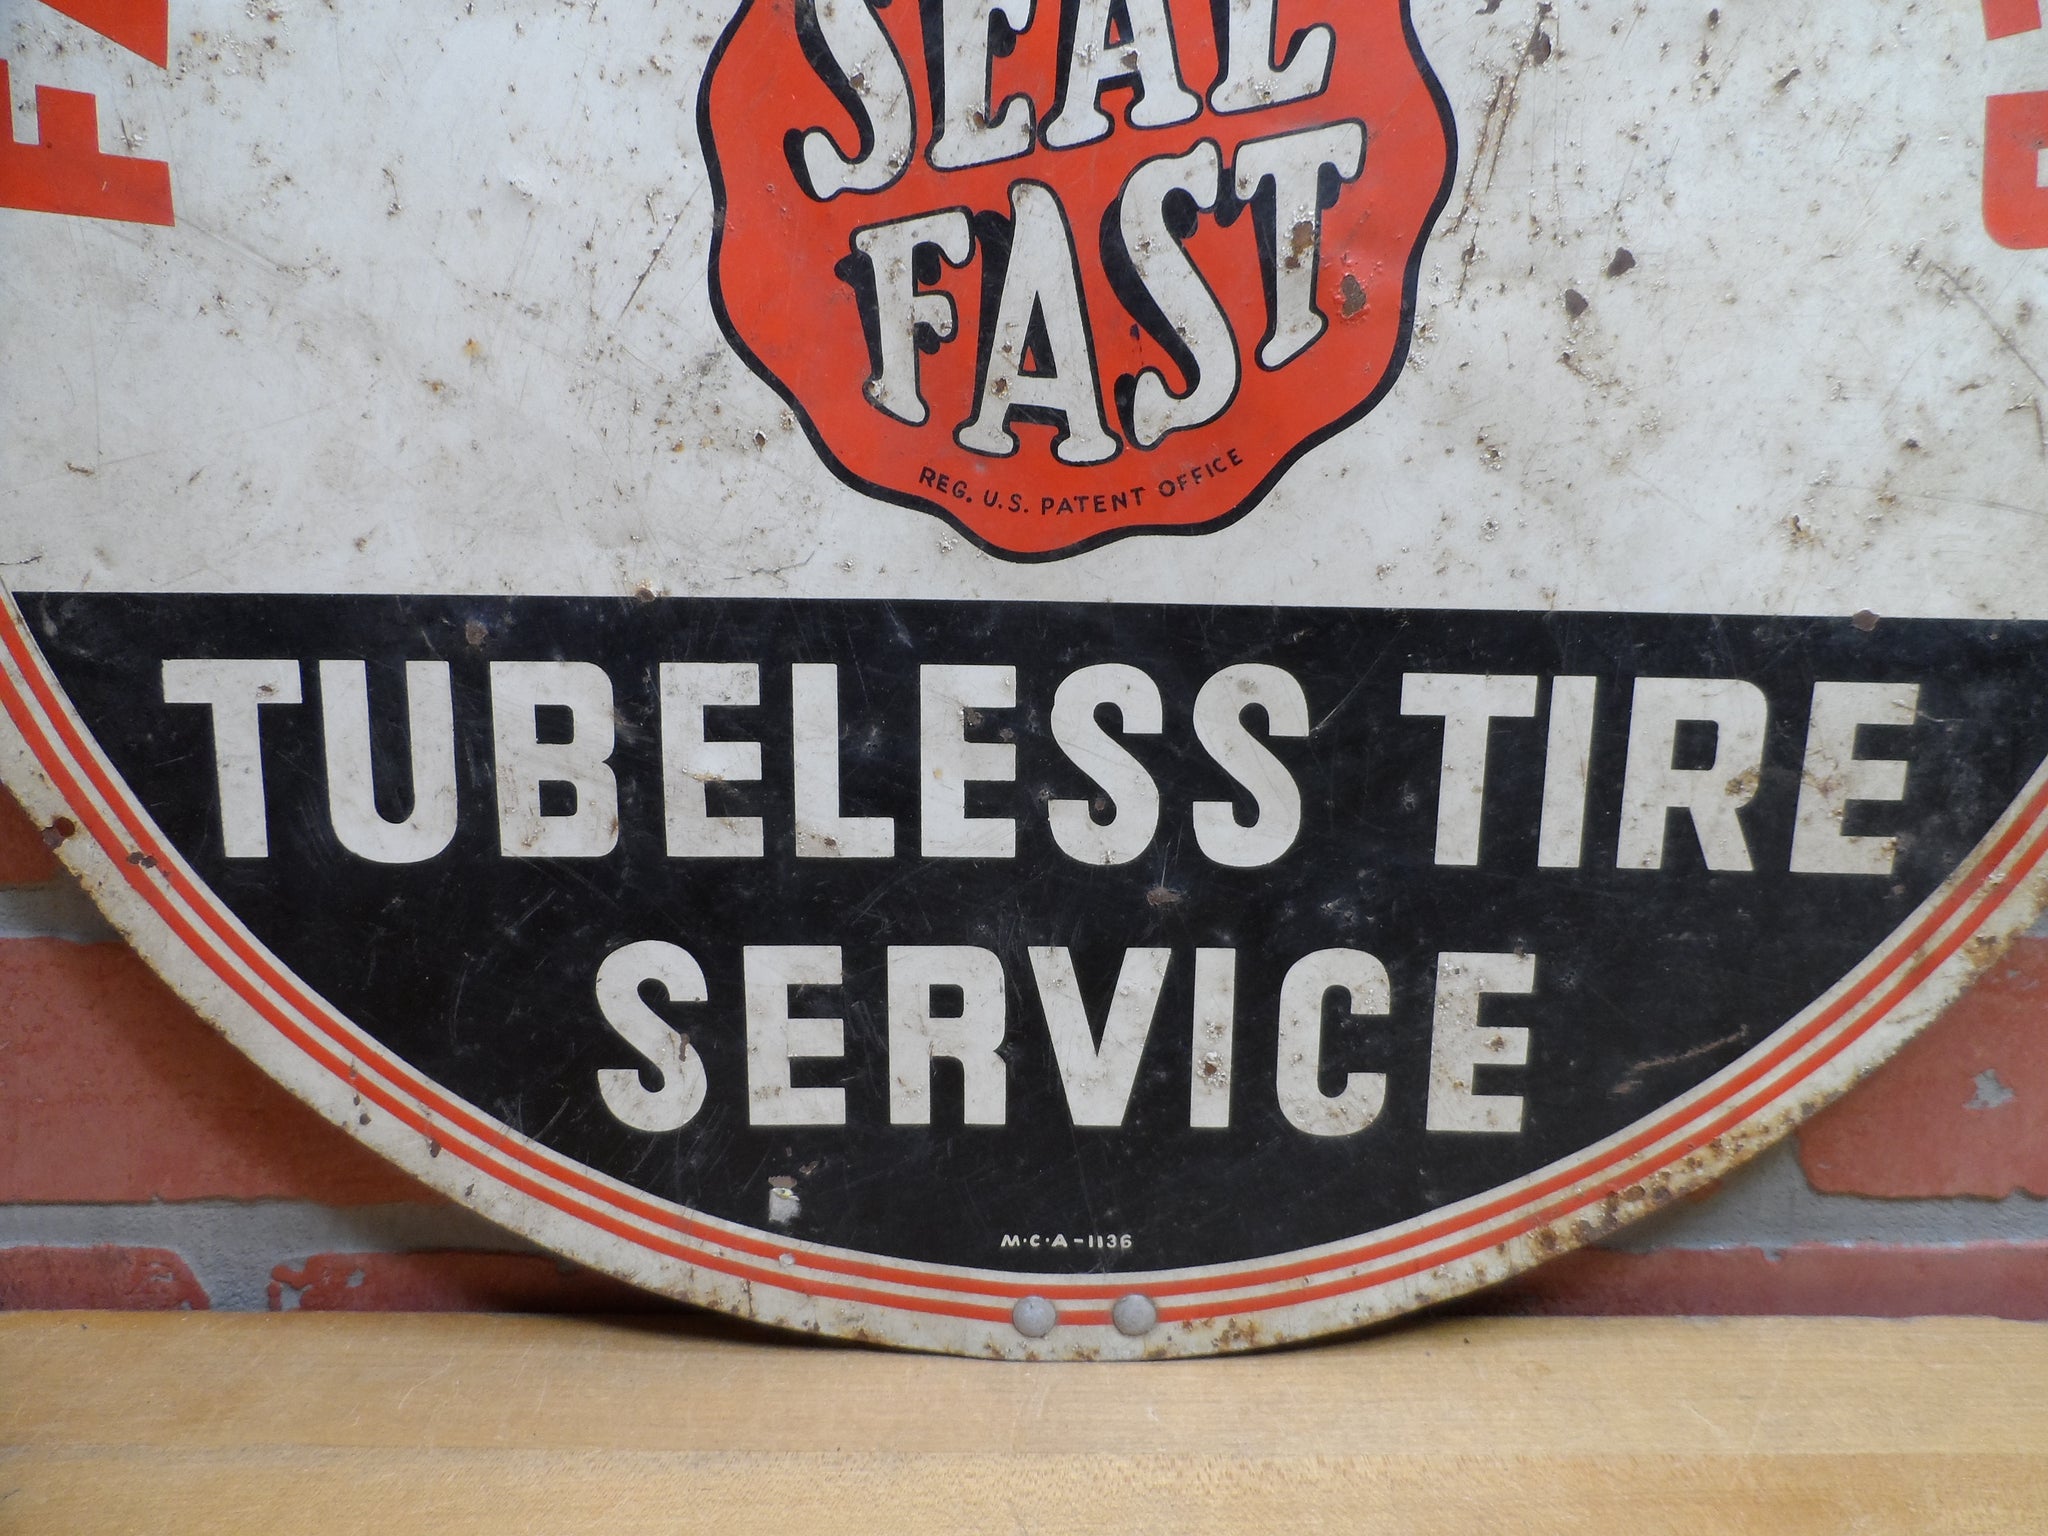 SEAL
FAST
REG. U.S. PATENT OFFICE
TUBELESS TIRE
SERVICE
M·C·A-1136